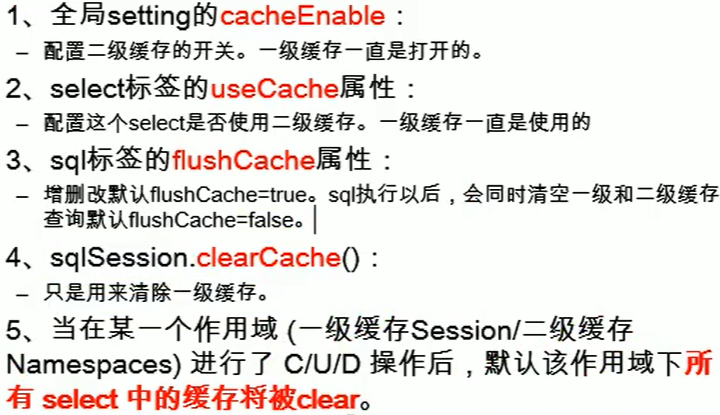 1、全局setting的cacheEnable：
– 配置二级缓存的开关。一级缓存一直是打开的。
2、select标签的useCache属性：
– 配置这个select是否使用二级缓存。一级缓存一直是使用的
3、sql标签的flushCache属性：
– 增删改默认flushCache=true。sql执行以后，会同时清空一级和二级缓存
查询默认flushCache=false。
4、sqlSession.clearCache()：
– 只是用来清除一级缓存。
5、当在某一个作用域 (一级缓存Session/二级缓存
Namespaces) 进行了 C/U/D 操作后，默认该作用域下所
有 select 中的缓存将被clear。